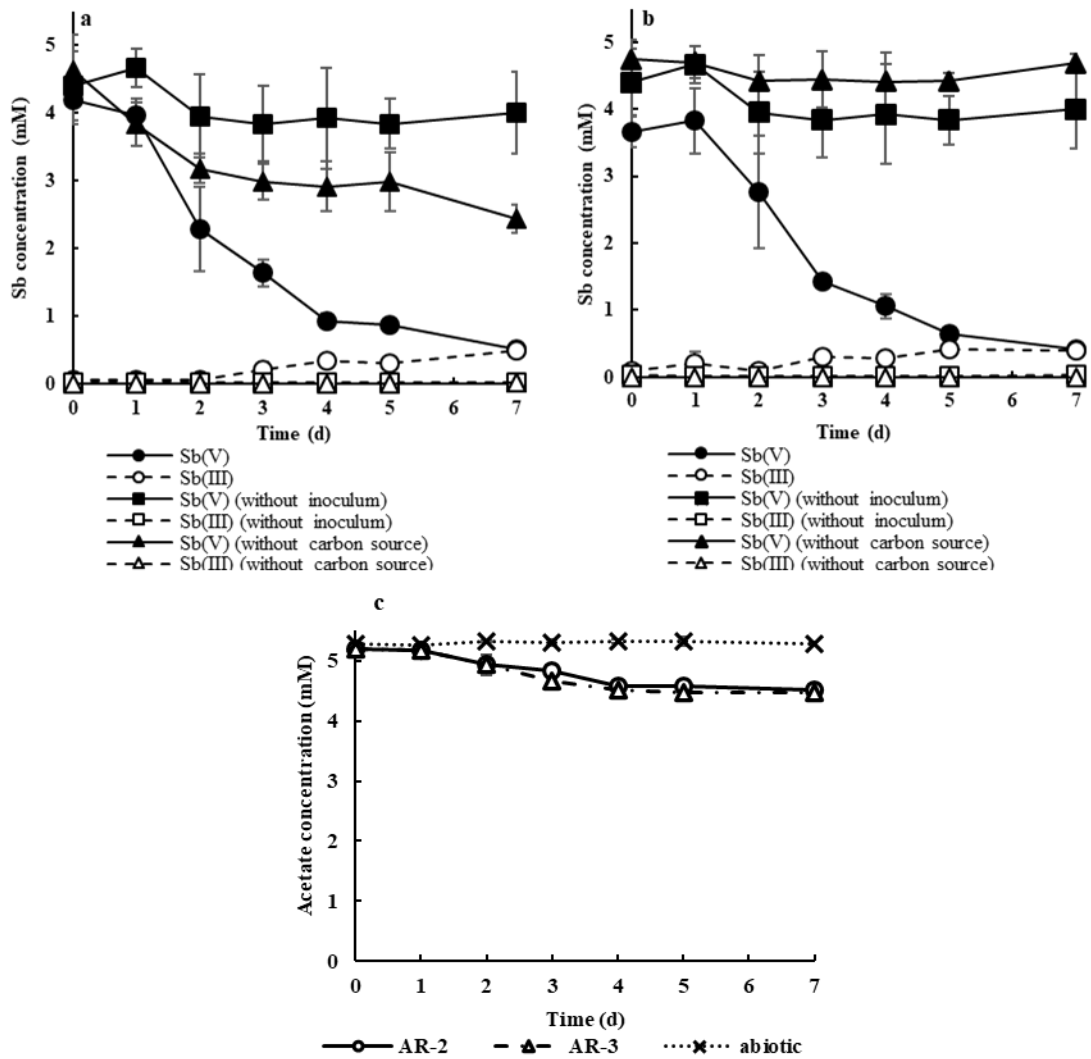 a
5
4
3
2
1
0
Sb concentration (mM)
0 1 2 3 4 5 6 7
Time (d)
Sb(V)
Sb(III)
Sb(V) (without inoculum)
Sb(III) (without inoculum)
Sb(V) (without carbon source)
Sb(III) (without carbon source)
b
5
4
3
2
1
0
Sb concentration (mM)
0 1 2 3 4 5 6 7
Time (d)
Sb(V)
Sb(III)
Sb(V) (without inoculum)
Sb(III) (without inoculum)
Sb(V) (without carbon source)
Sb(III) (without carbon source)
c
5
4
3
2
1
0
Acetate concentration (mM)
0 1 2 3 4 5 6 7
Time (d)
AR-2 AR-3 abiotic